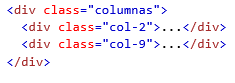 <div class="columnas">
<div class="col-2">...</div>
<div class="col-9">...</div>
</div>